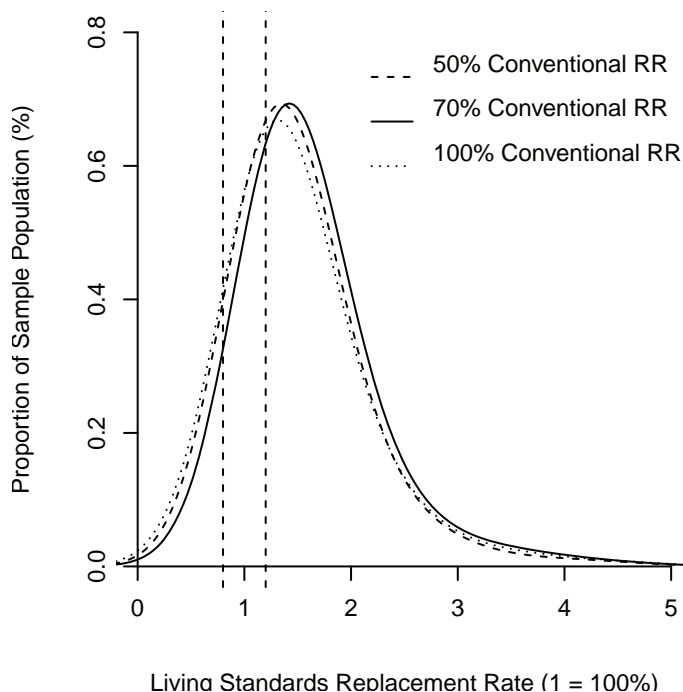 0.8
0.6
0.4
0.2
0.0
Proportion of Sample Population (%)
50% Conventional RR
70% Conventional RR
100% Conventional RR
0 1 2 3 4 5
Living Standards Replacement Rate (1 = 100%)